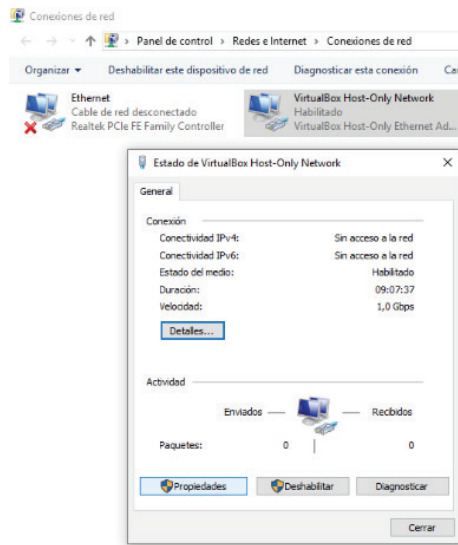 Conexiones de red
Panel de control > Redes e Internet > Conexiones de red
Organizar Deshabilitar este dispositivo de red Diagnosticar esta conexión
Ethernet
Cable de red desconectado
Realtek PCIe FE Family Controller
VirtualBox Host-Only Network
Habilitado
VirtualBox Host-Only Ethernet Ad...
Estado de VirtualBox Host-Only Network
General
Conexión
Conectividad IPv4: Sin acceso a la red
Conectividad IPv6: Sin acceso a la red
Estado del medio: Habilitado
Duración: 09:07:37
Velocidad: 1,0 Gbps
Detalles...
Actividad
Enviados — — Recibidos
Paquetes: 0 | 0
Propiedades Deshabilitar Diagnosticar
Cerrar